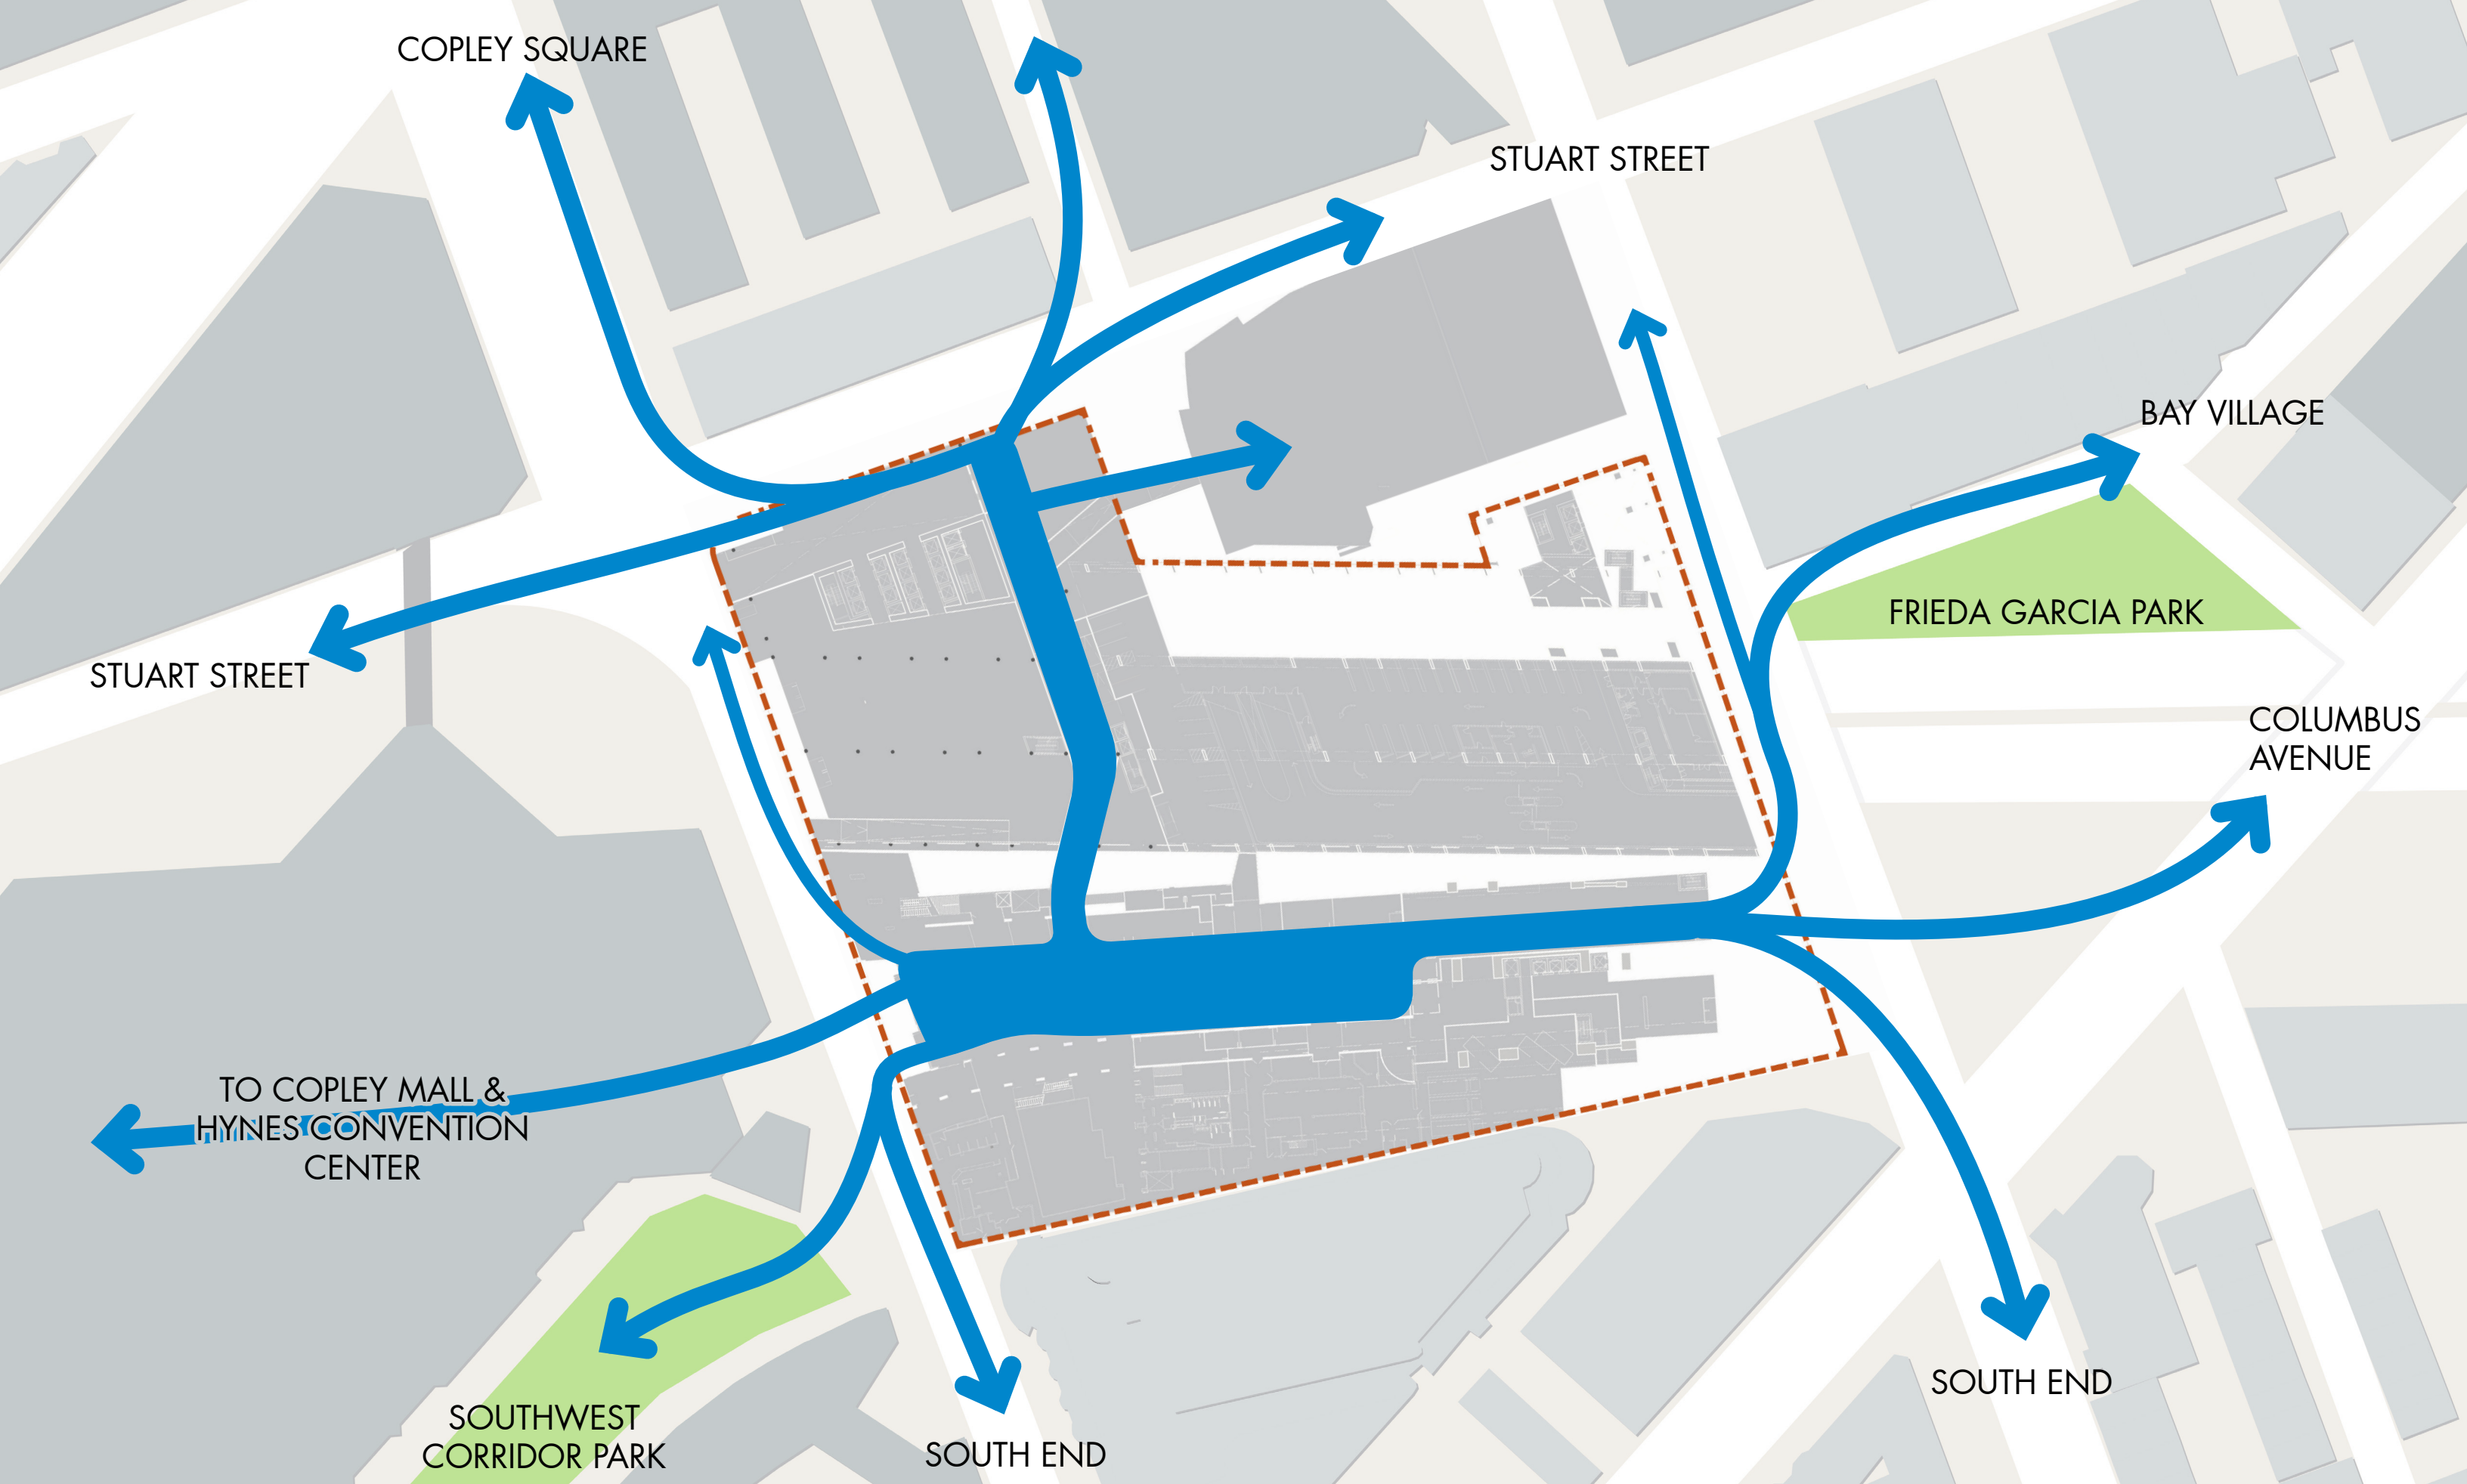 COPLEY SQUARE
STUART STREET
BAY VILLAGE
FRIEDA GARCIA PARK
STUART STREET
COLUMBUS
AVENUE
TO COPLEY MALL &
HYNES CONVENTION
CENTER
SOUTH END
SOUTHWEST
CORRIDOR PARK
SOUTH END